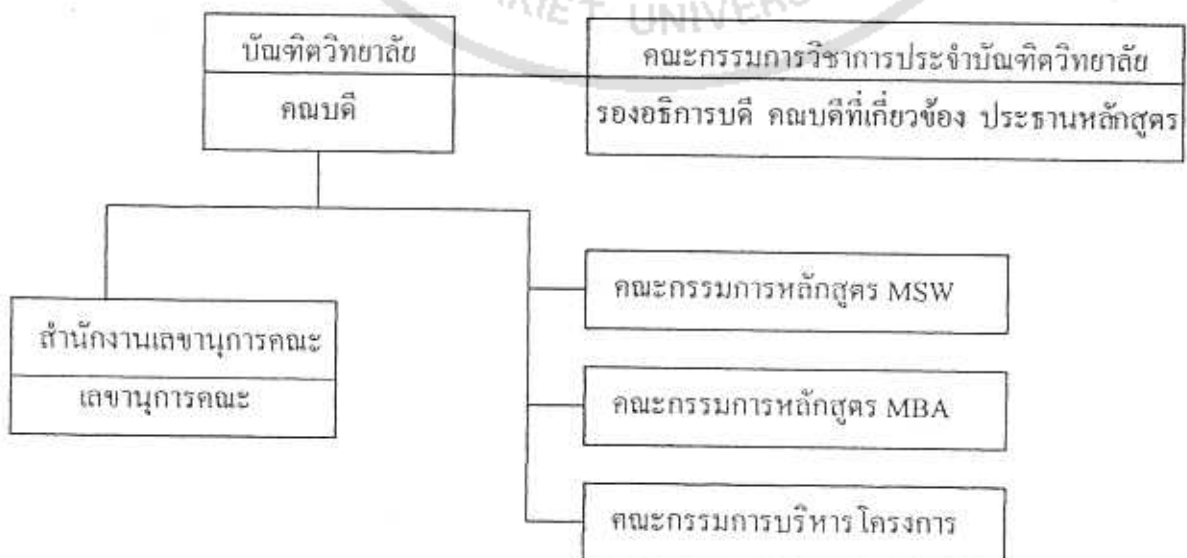 UNIVERS
บัณฑิตวิทยาลัย
คณบดี
คณะกรรมการวิชาการประจำบัณฑิตวิทยาลัย
รองอธิการบดี คณบดีที่เกี่ยวข้อง ประธานหลักสูตร
สำนักงานเลขานุการคณะ
เลขานุการคณะ
คณะกรรมการหลักสูตร MSW
คณะกรรมการหลักสูตร MBA
คณะกรรมการบริหารโครงการ